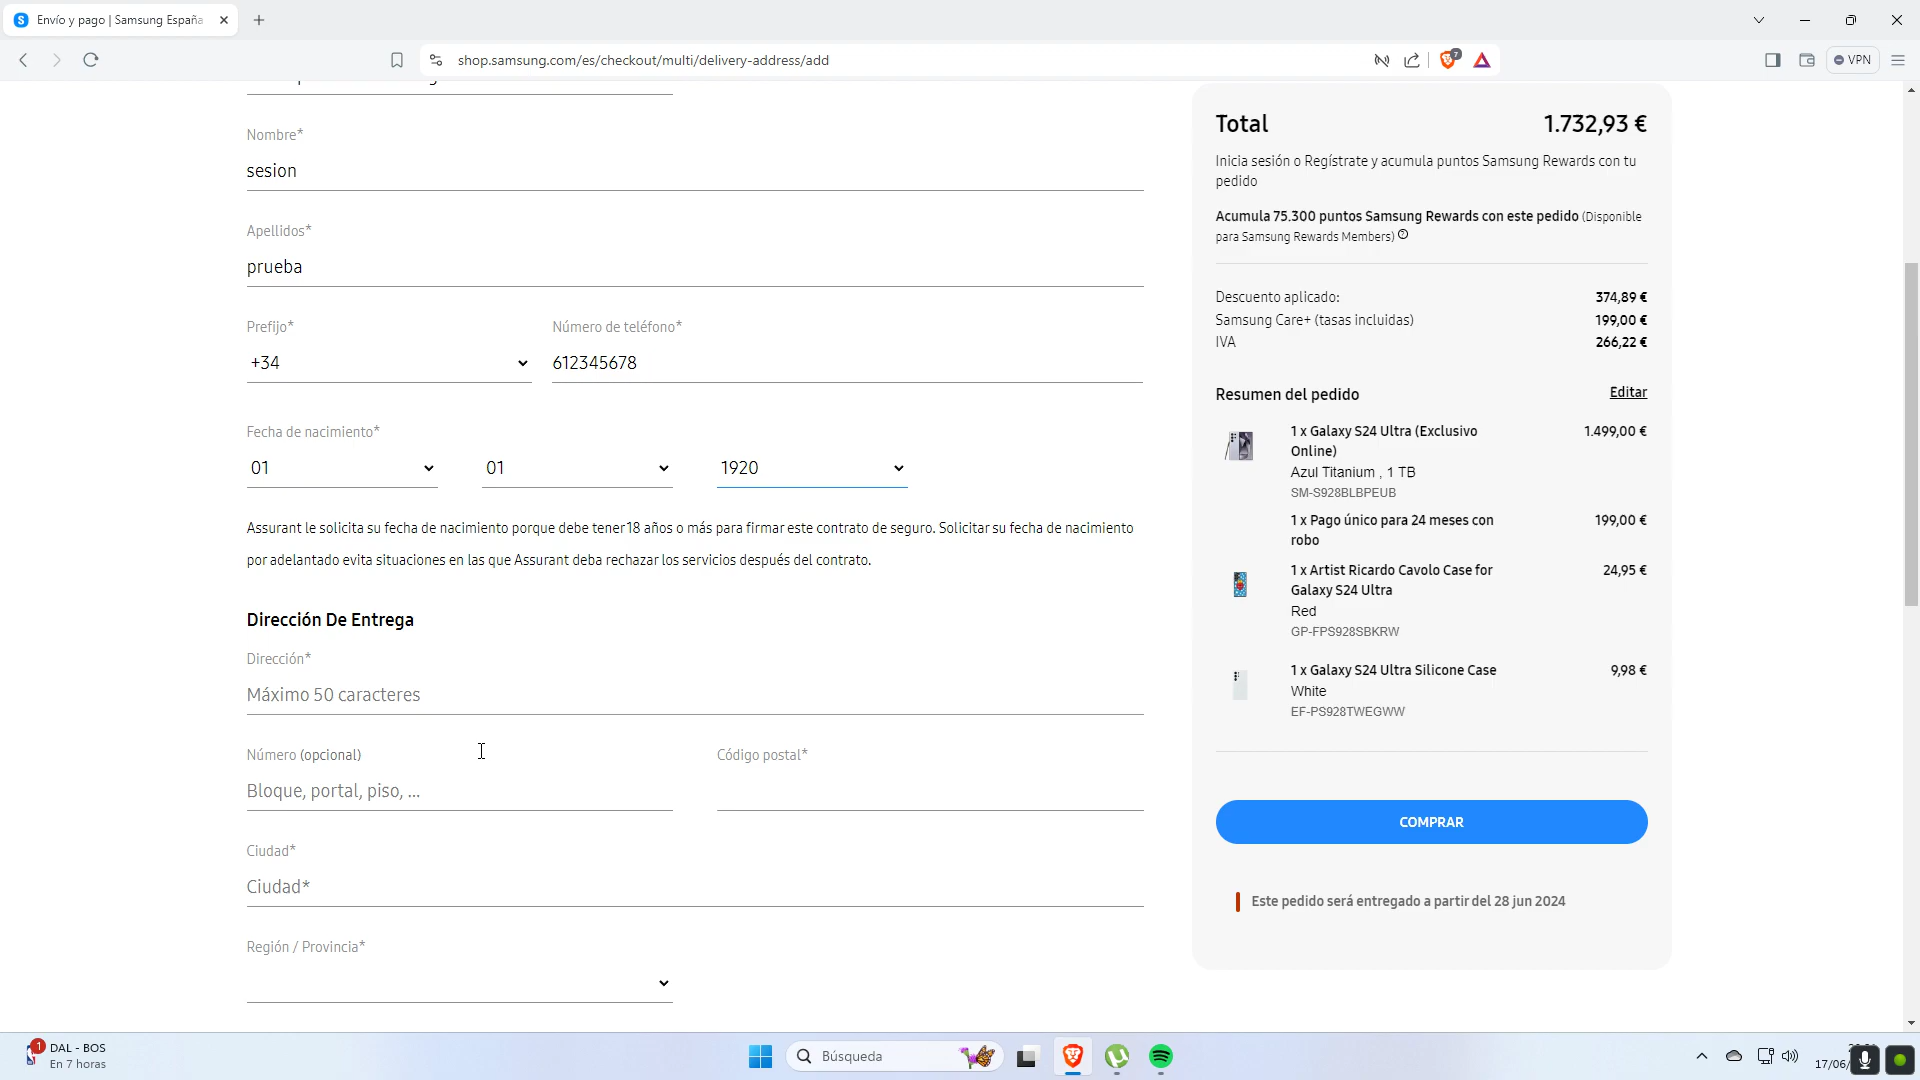 Envío y pago | Samsung España
shop.samsung.com/es/checkout/multi/delivery-address/add
7
VPN
Nombre*
sesion
Apellidos*
prueba
Prefijo*
Número de teléfono*
+34
612345678
Fecha de nacimiento*
01
01
1920
Assurant le solicita su fecha de nacimiento porque debe tener 18 años o más para firmar este contrato de seguro. Solicitar su fecha de nacimiento
por adelantado evita situaciones en las que Assurant deba rechazar los servicios después del contrato.
Dirección De Entrega
Dirección*
Máximo 50 caracteres
Número (opcional)
Código postal*
Bloque, portal, piso, ...
Ciudad*
Ciudad*
Región / Provincia*
Total 1.732,93 €
Inicia sesión o Regístrate y acumula puntos Samsung Rewards con tu
pedido
Acumula 75.300 puntos Samsung Rewards con este pedido (Disponible
para Samsung Rewards Members) ?
Descuento aplicado: 374,89 €
Samsung Care+ (tasas incluidas) 199,00 €
IVA 266,22 €
Resumen del pedido Editar
1 x Galaxy S24 Ultra (Exclusivo 1.499,00 €
Online)
Azul Titanium , 1 TB
SM-S928BLBPEUB
1 x Pago único para 24 meses con 199,00 €
robo
1 x Artist Ricardo Cavolo Case for 24,95 €
Galaxy S24 Ultra
Red
GP-FPS928SBKRW
1 x Galaxy S24 Ultra Silicone Case 9,98 €
White
EF-PS928TWEGWW
COMPRAR
Este pedido será entregado a partir del 28 jun 2024
1
DAL - BOS
En 7 horas
Búsqueda
17/06/